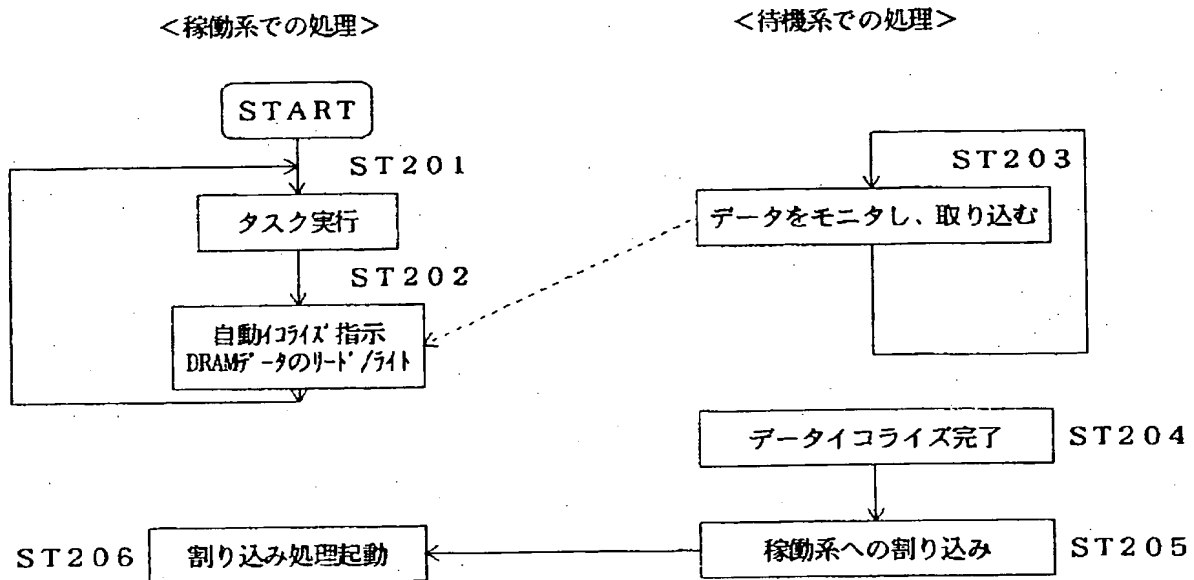 <稼働系での処理>
<待機系での処理>
START
ST201
タスク実行
ST202
自動イコライズ指示
DRAMデータのリード/ライト
ST203
データをモニタし、取り込む
データイコライズ完了
ST204
稼働系への割り込み
ST205
ST206
割り込み処理起動